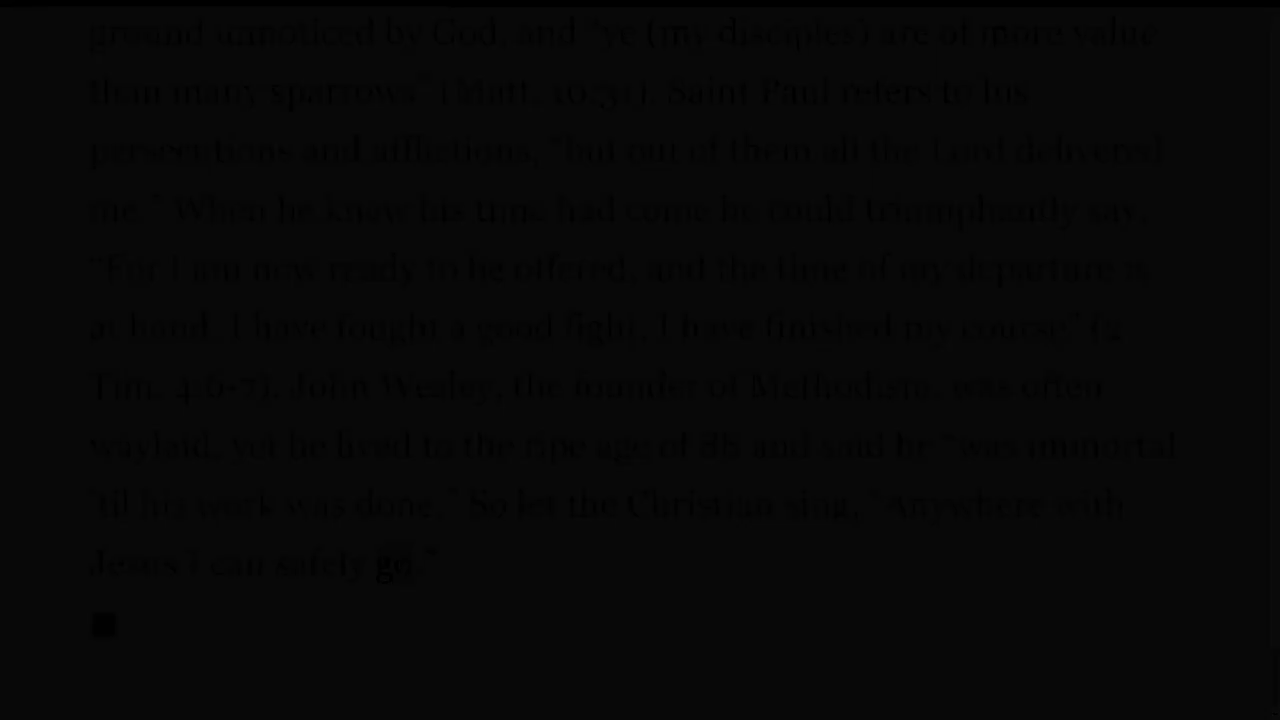 ground unnoticed by God, and "ye (my disciples) are of more value
than many sparrows" (Matt. 10:31). Saint Paul refers to his
persecutions and afflictions, "but out of them all the Lord delivered
me." When he knew his time had come he could triumphantly say,
"For I am now ready to be offered, and the time of my departure is
at hand. I have fought a good fight, I have finished my course" (2
Tim. 4:6-7). John Wesley, the founder of Methodism, was often
waylaid, yet he lived to the ripe age of 88 and said he "was immortal
'til his work was done." So let the Christian sing, "Anywhere with
Jesus I can safely go."